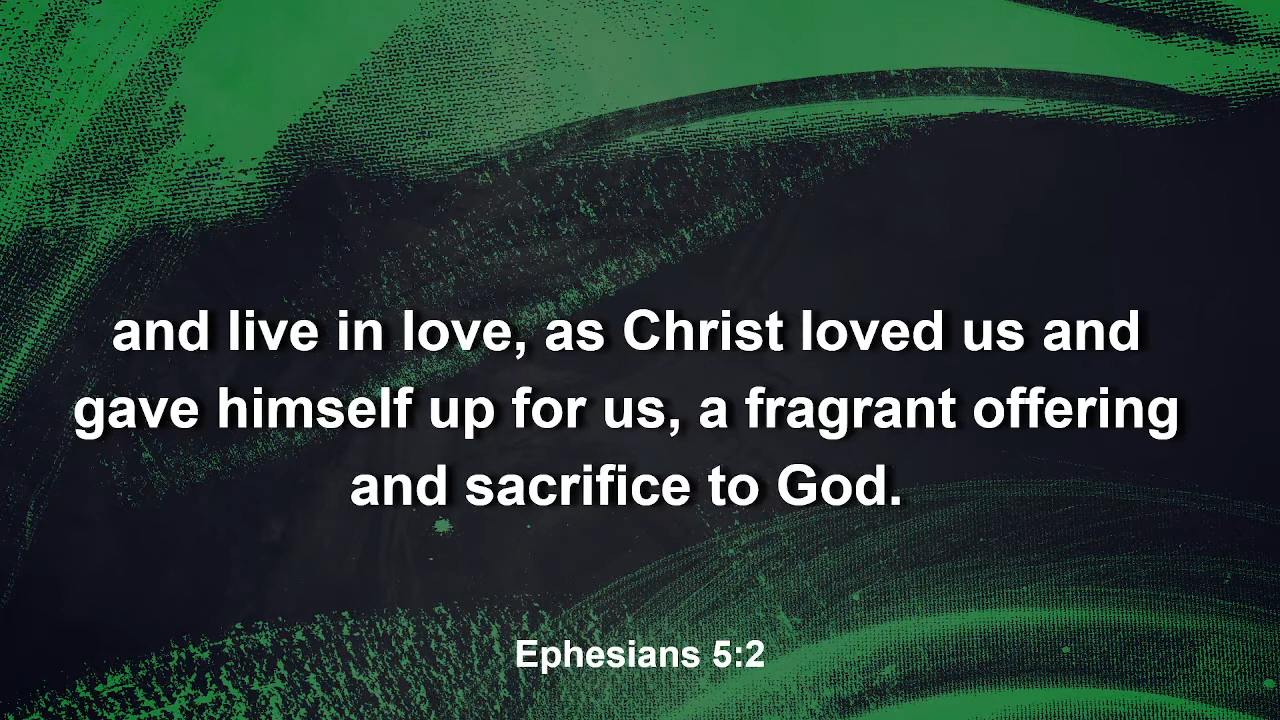 and live in love, as Christ loved us and
gave himself up for us, a fragrant offering
and sacrifice to God.
Ephesians 5:2